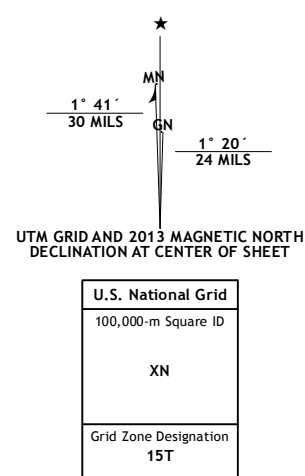 ★
MN
1° 41´
30 MILS
GN
1° 20´
24 MILS
UTM GRID AND 2013 MAGNETIC NORTH
DECLINATION AT CENTER OF SHEET
U.S. National Grid
100,000-m Square ID
XN
Grid Zone Designation
15T